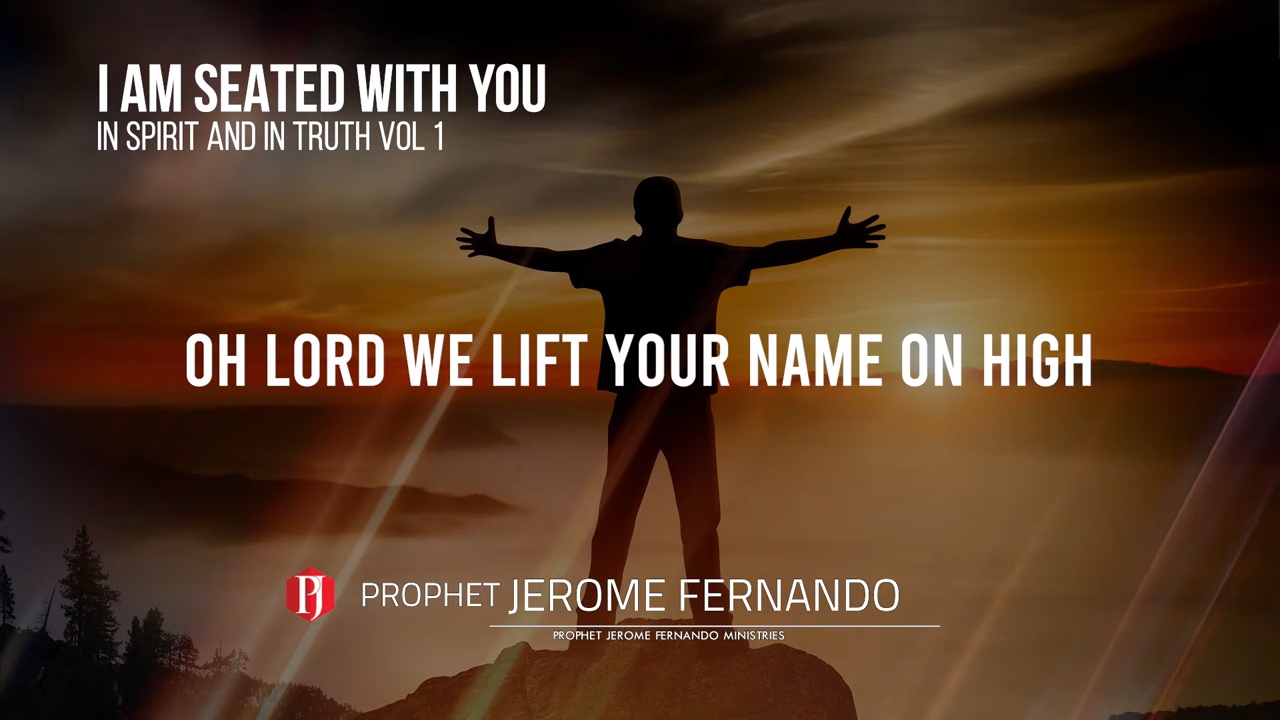 I AM SEATED WITH YOU
IN SPIRIT AND IN TRUTH VOL 1
OH LORD WE LIFT YOUR NAME ON HIGH
PJ PROPHET JEROME FERNANDO
PROPHET JEROME FERNANDO MINISTRIES